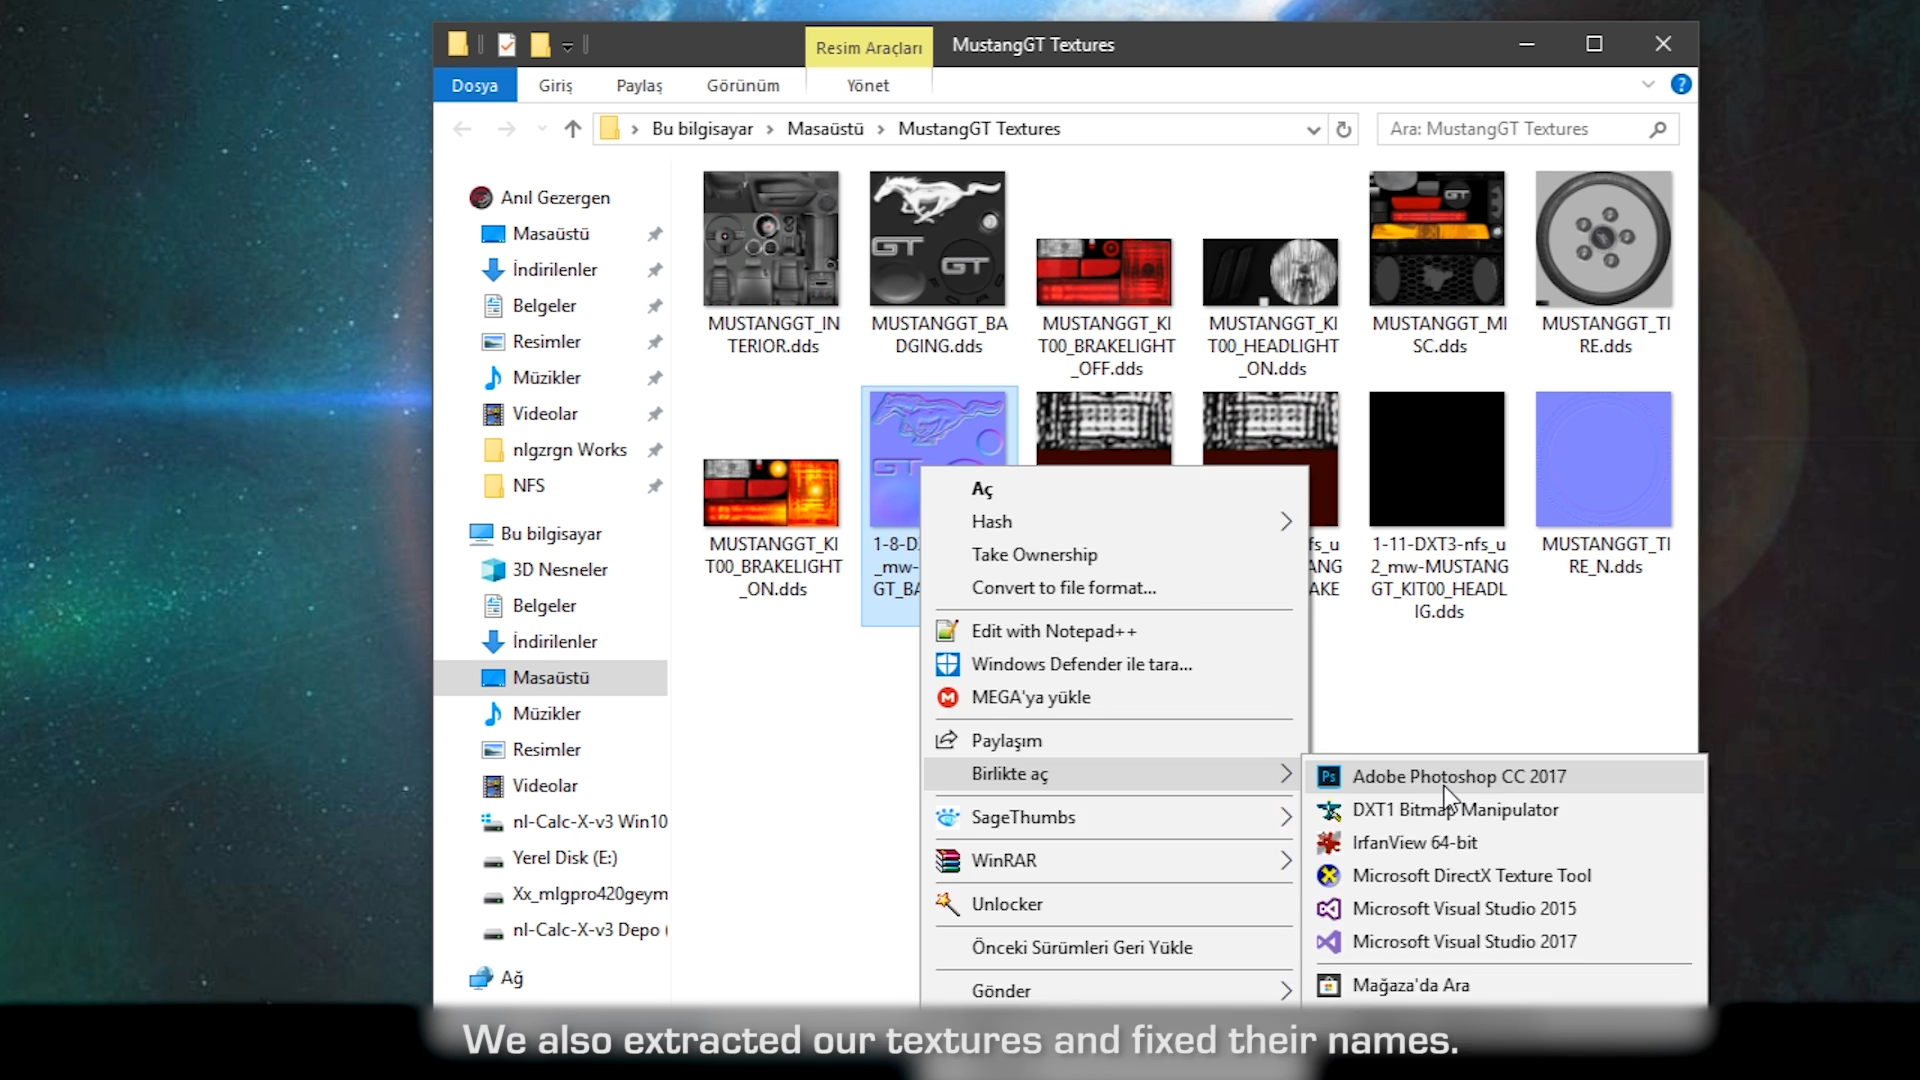 Resim Araçları
MustangGT Textures
Dosya
Giriş
Paylaş
Görünüm
Yönet
Bu bilgisayar
Masaüstü
MustangGT Textures
Ara: MustangGT Textures
Anıl Gezergen
Masaüstü
İndirilenler
Belgeler
Resimler
Müzikler
Videolar
nlgzrgn Works
NFS
Bu bilgisayar
3D Nesneler
Belgeler
İndirilenler
Masaüstü
Müzikler
Resimler
Videolar
nl-Calc-X-v3 Win10
Yerel Disk (E:)
Xx_mlgpro420geym
nl-Calc-X-v3 Depo (
Ağ
MUSTANGGT_IN
TERIOR.dds
MUSTANGGT_BA
DGING.dds
MUSTANGGT_KI
T00_BRAKELIGHT
_OFF.dds
MUSTANGGT_KI
T00_HEADLIGHT
_ON.dds
MUSTANGGT_MI
SC.dds
MUSTANGGT_TI
RE.dds
MUSTANGGT_KI
T00_BRAKELIGHT
_ON.dds
1-8-D
_mw-
GT_BA
fs_u
ANG
AKE
1-11-DXT3-nfs_u
2_mw-MUSTANG
GT_KIT00_HEADL
IG.dds
MUSTANGGT_TI
RE_N.dds
GT
GT
GT
GT
Aç
Hash
Take Ownership
Convert to file format...
Edit with Notepad++
Windows Defender ile tara...
MEGA'ya yükle
Paylaşım
Birlikte aç
SageThumbs
WinRAR
Unlocker
Önceki Sürümleri Geri Yükle
Gönder
Ps
Adobe Photoshop CC 2017
DXT1 Bitmap Manipulator
IrfanView 64-bit
Microsoft DirectX Texture Tool
Microsoft Visual Studio 2015
Microsoft Visual Studio 2017
Mağaza'da Ara
We also extracted our textures and fixed their names.